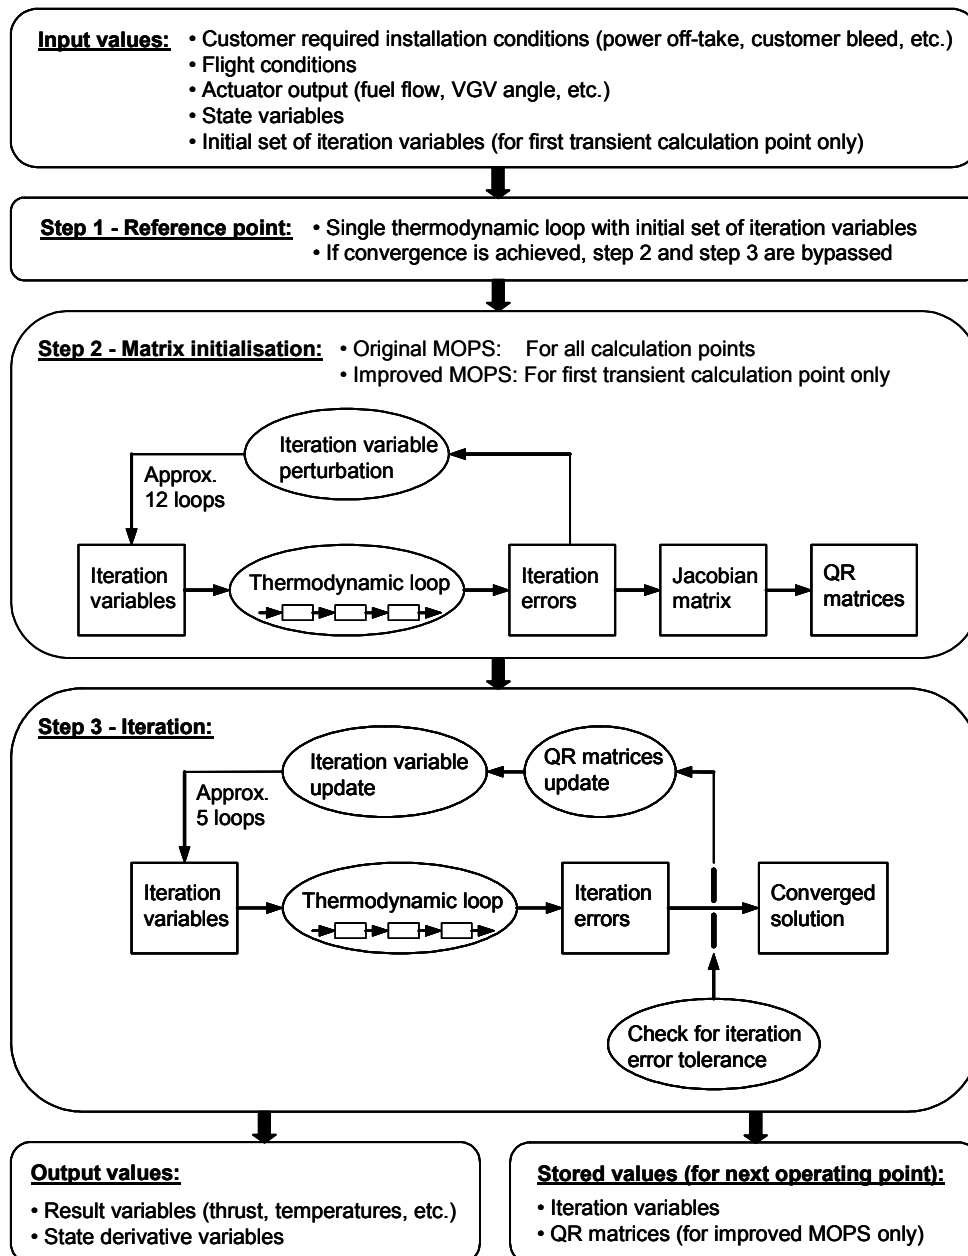 Input values: • Customer required installation conditions (power off-take, customer bleed, etc.)
• Flight conditions
• Actuator output (fuel flow, VGV angle, etc.)
• State variables
• Initial set of iteration variables (for first transient calculation point only)
Step 1 - Reference point: • Single thermodynamic loop with initial set of iteration variables
• If convergence is achieved, step 2 and step 3 are bypassed
Step 2 - Matrix initialisation: • Original MOPS: For all calculation points
• Improved MOPS: For first transient calculation point only
Iteration variable
perturbation
Approx.
12 loops
Iteration
variables
Thermodynamic loop
Iteration
errors
Jacobian
matrix
QR
matrices
Step 3 - Iteration:
Iteration variable
update
QR matrices
update
Approx.
5 loops
Iteration
variables
Thermodynamic loop
Iteration
errors
Converged
solution
Check for iteration
error tolerance
Output values:
• Result variables (thrust, temperatures, etc.)
• State derivative variables
Stored values (for next operating point):
• Iteration variables
• QR matrices (for improved MOPS only)